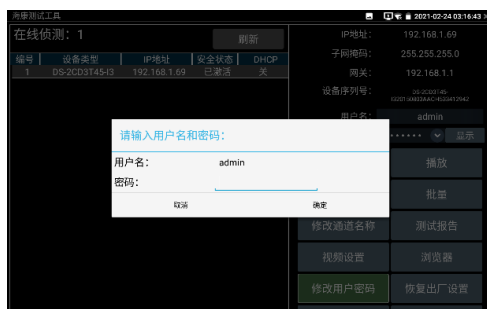 海康测试工具
2021-02-24 03:16:43
在线侦测: 1
刷新
编号 设备类型 IP地址 安全状态 DHCP
1 DS-2CD3T45-I3 192.168.1.69 已激活 关
IP地址: 192.168.1.69
子网掩码: 255.255.255.0
网关: 192.168.1.1
设备序列号: DS-2CD3T45-
用户名: admin
•••••• 显示
请输入用户名和密码:
用户名: admin
密码:
取消 确定
播放
批量
修改通道名称 测试报告
视频设置 浏览器
修改用户密码 恢复出厂设置